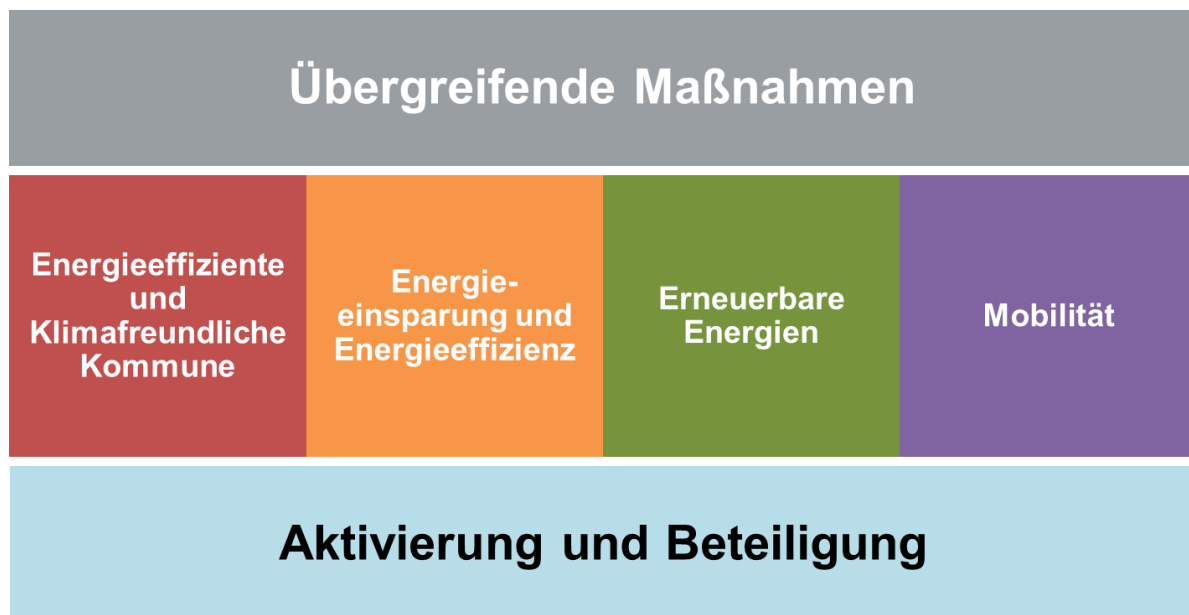 Übergreifende Maßnahmen
Energieeffiziente
und
Klimafreundliche
Kommune
Energie-
einsparung und
Energieeffizienz
Erneuerbare
Energien
Mobilität
Aktivierung und Beteiligung